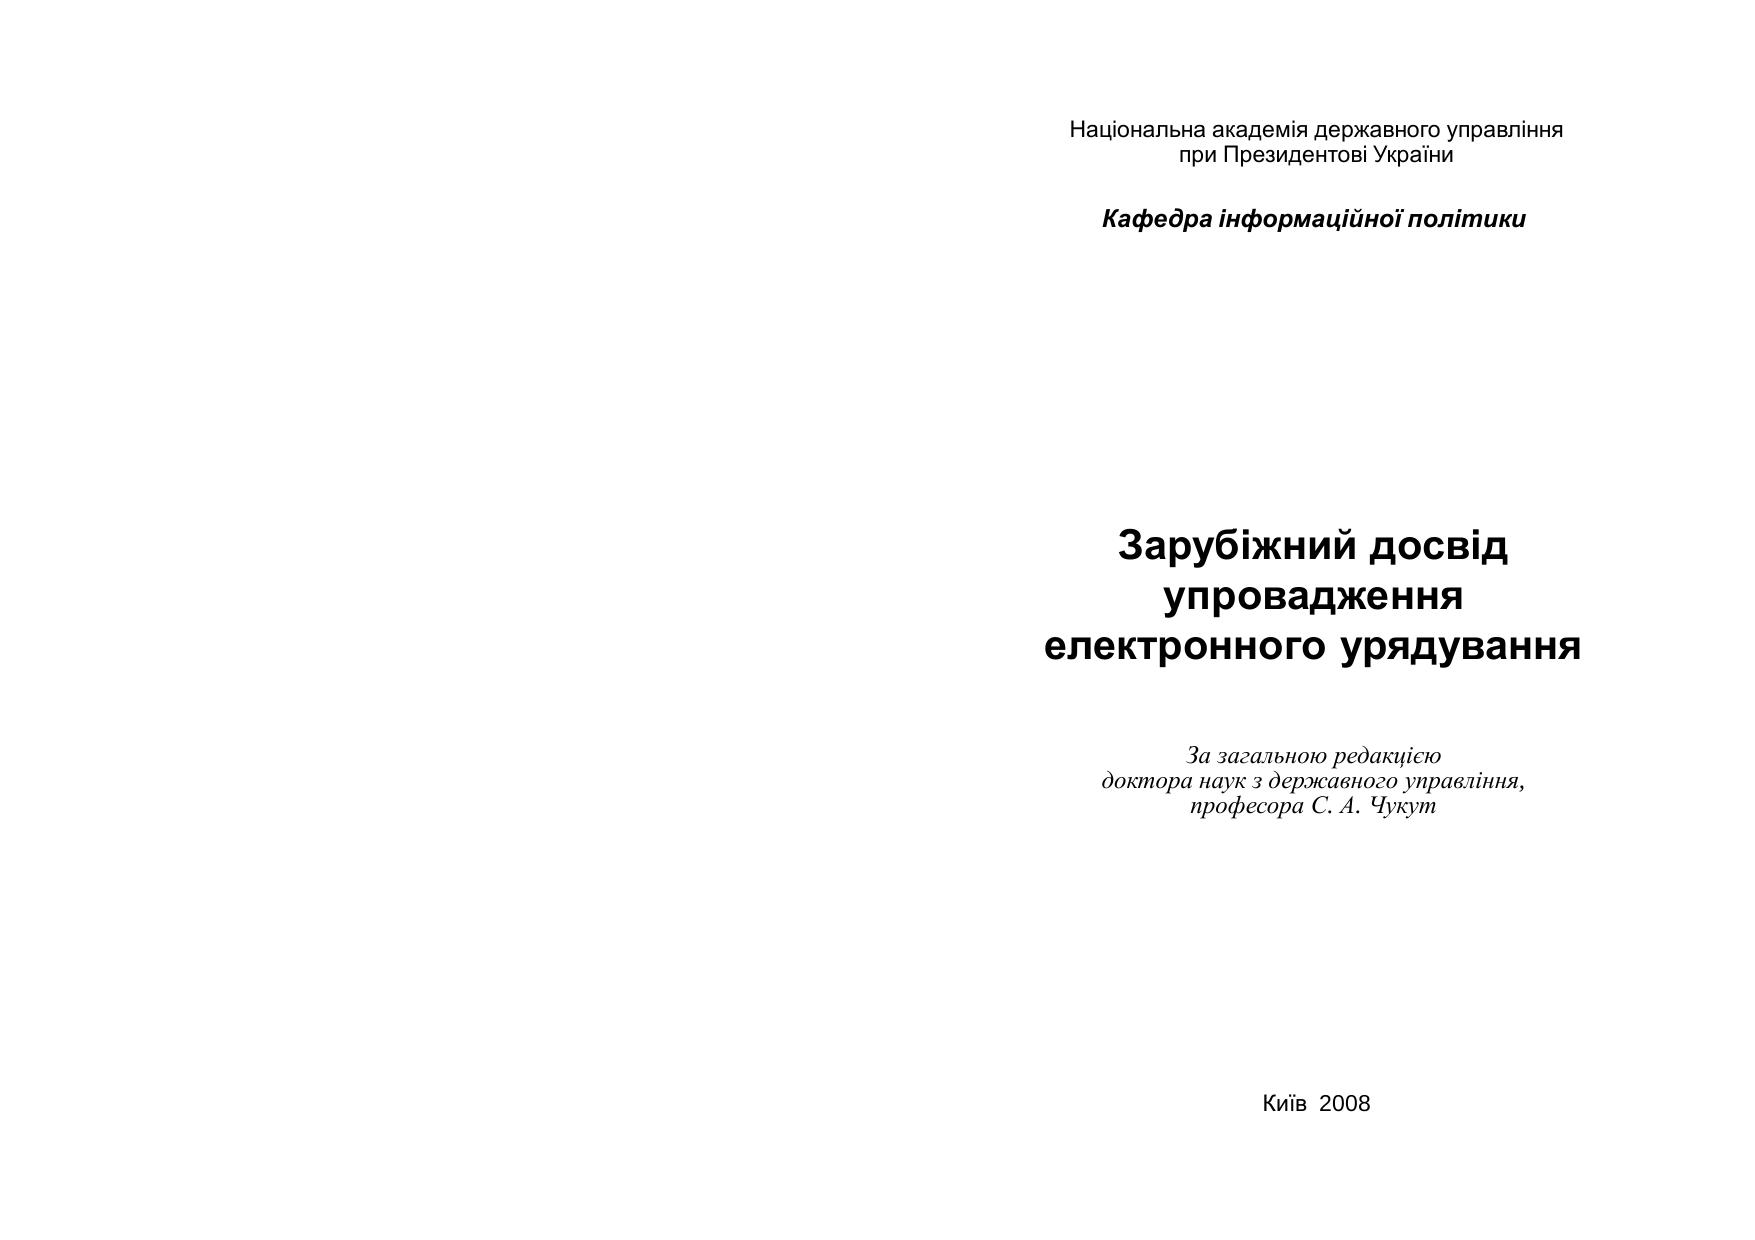 Національна академія державного управління
при Президентові України
Кафедра інформаційної політики
Зарубіжний досвід
упровадження
електронного урядування
За загальною редакцією
доктора наук з державного управління,
професора С. А. Чукут
Київ 2008